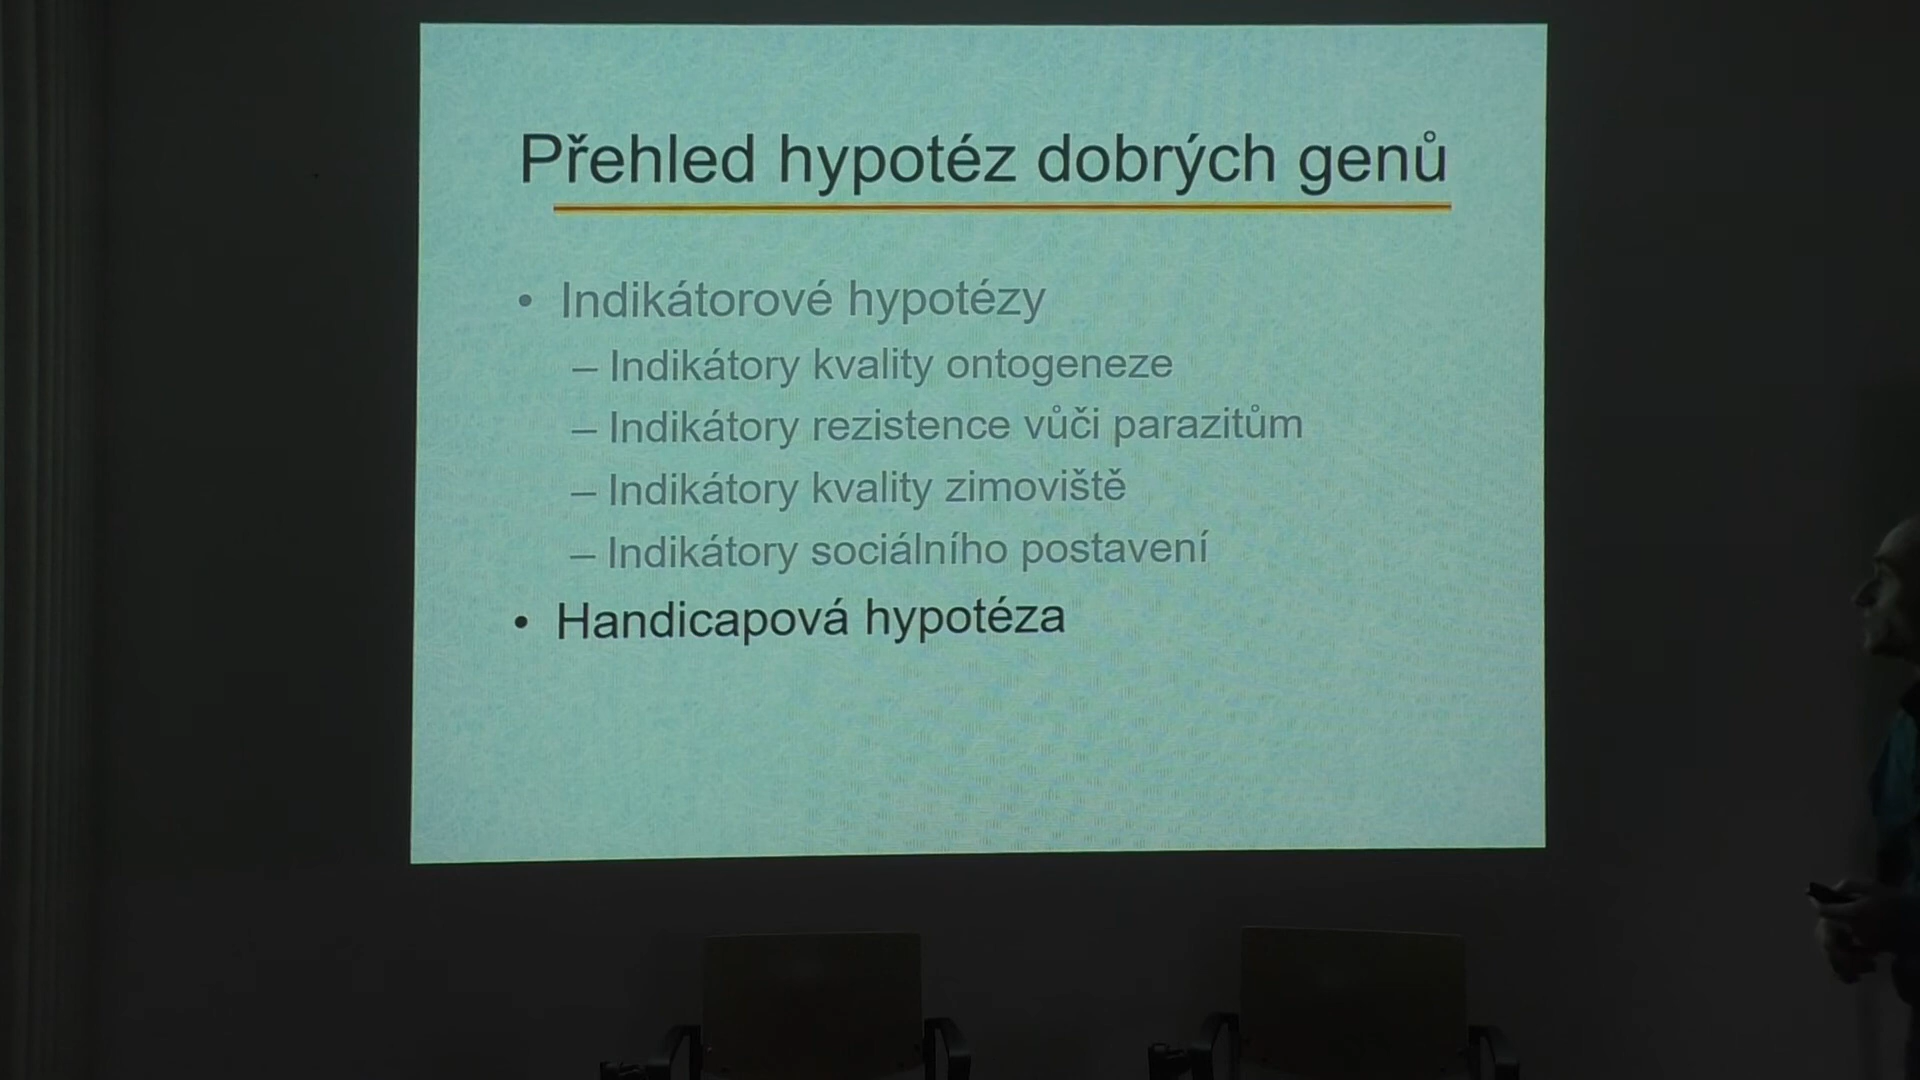 Přehled hypotéz dobrých genů
• Indikátorové hypotézy
– Indikátory kvality ontogeneze
– Indikátory rezistence vůči parazitům
– Indikátory kvality zimoviště
– Indikátory sociálního postavení
• Handicapová hypotéza